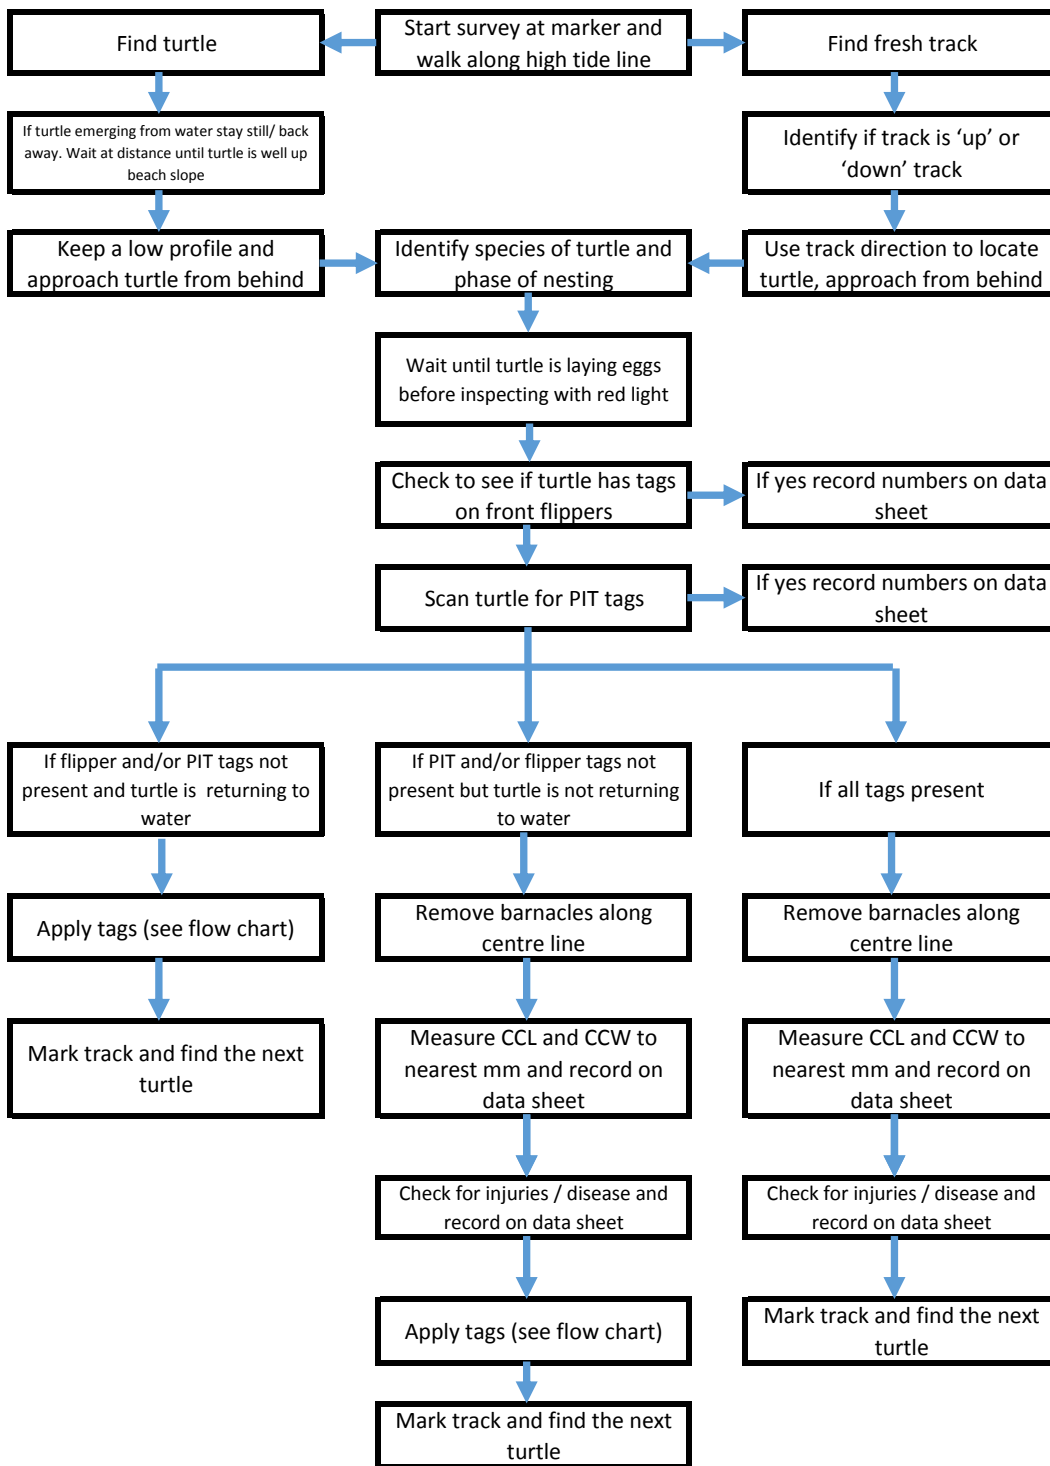 Find turtle
Start survey at marker and
walk along high tide line
Find fresh track
If turtle emerging from water stay still/ back
away. Wait at distance until turtle is well up
beach slope
Identify if track is ‘up’ or
‘down’ track
Keep a low profile and
approach turtle from behind
Identify species of turtle and
phase of nesting
Use track direction to locate
turtle, approach from behind
Wait until turtle is laying eggs
before inspecting with red light
Check to see if turtle has tags
on front flippers
If yes record numbers on data
sheet
Scan turtle for PIT tags
If yes record numbers on data
sheet
If flipper and/or PIT tags not
present and turtle is returning to
water
If PIT and/or flipper tags not
present but turtle is not returning
to water
If all tags present
Apply tags (see flow chart)
Remove barnacles along
centre line
Remove barnacles along
centre line
Mark track and find the next
turtle
Measure CCL and CCW to
nearest mm and record on
data sheet
Measure CCL and CCW to
nearest mm and record on
data sheet
Check for injuries / disease and
record on data sheet
Check for injuries / disease and
record on data sheet
Apply tags (see flow chart)
Mark track and find the next
turtle
Mark track and find the next
turtle